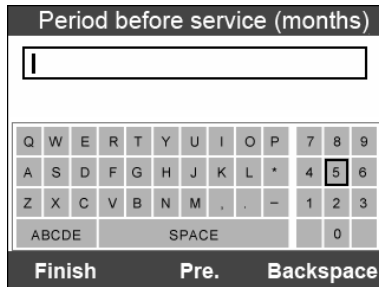 Period before service (months)
Q W E R T Y U I O P 7 8 9
A S D F G H J K L * 4 5 6
Z X C V B N M , . - 1 2 3
ABCDE SPACE 0
Finish Pre. Backspace